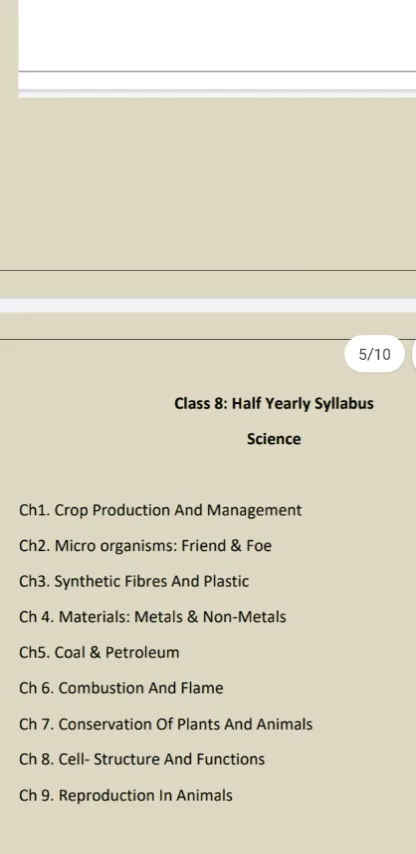 5/10
Class 8: Half Yearly Syllabus
Science
Ch1. Crop Production And Management
Ch2. Micro organisms: Friend & Foe
Ch3. Synthetic Fibres And Plastic
Ch 4. Materials: Metals & Non-Metals
Ch5. Coal & Petroleum
Ch 6. Combustion And Flame
Ch 7. Conservation Of Plants And Animals
Ch 8. Cell- Structure And Functions
Ch 9. Reproduction In Animals